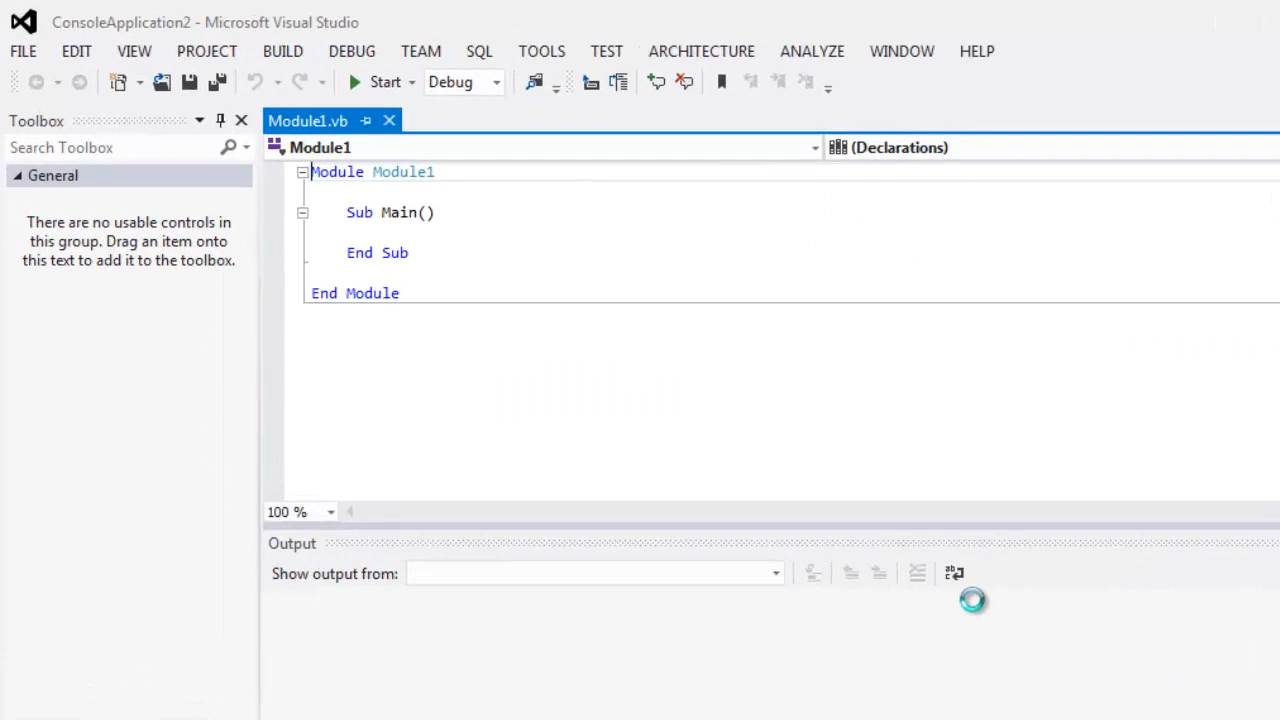 ConsoleApplication2 - Microsoft Visual Studio
FILE EDIT VIEW PROJECT BUILD DEBUG TEAM SQL TOOLS TEST ARCHITECTURE ANALYZE WINDOW HELP
Start Debug
Toolbox
Search Toolbox
General
There are no usable controls in
this group. Drag an item onto
this text to add it to the toolbox.
Module1.vb
Module1 (Declarations)
Module Module1
Sub Main()
End Sub
End Module
100 %
Output
Show output from: